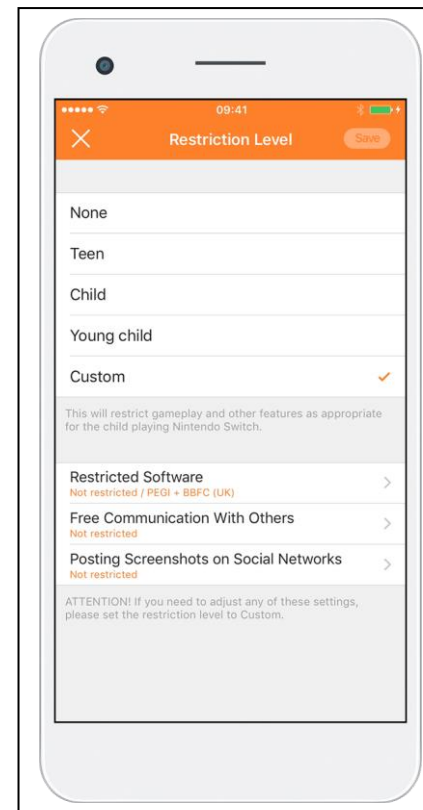 09:41
Restriction Level
Save
None
Teen
Child
Young child
Custom
This will restrict gameplay and other features as appropriate
for the child playing Nintendo Switch.
Restricted Software
Not restricted / PEGI + BBFC (UK)
Free Communication With Others
Not restricted
Posting Screenshots on Social Networks
Not restricted
ATTENTION! If you need to adjust any of these settings,
please set the restriction level to Custom.